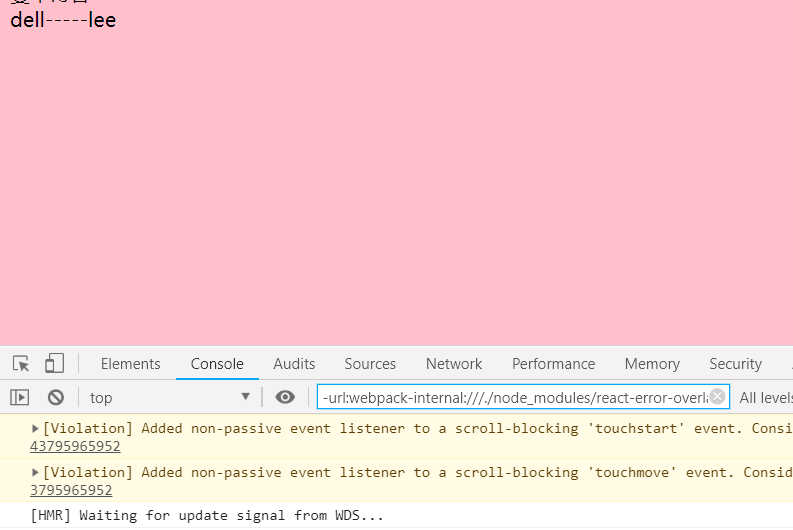 dell-----lee
Elements Console Audits Sources Network Performance Memory Security
top -url:webpack-internal:///./node_modules/react-error-overl All levels
[Violation] Added non-passive event listener to a scroll-blocking 'touchstart' event. Consi
43795965952
[Violation] Added non-passive event listener to a scroll-blocking 'touchmove' event. Consid
3795965952
[HMR] Waiting for update signal from WDS...